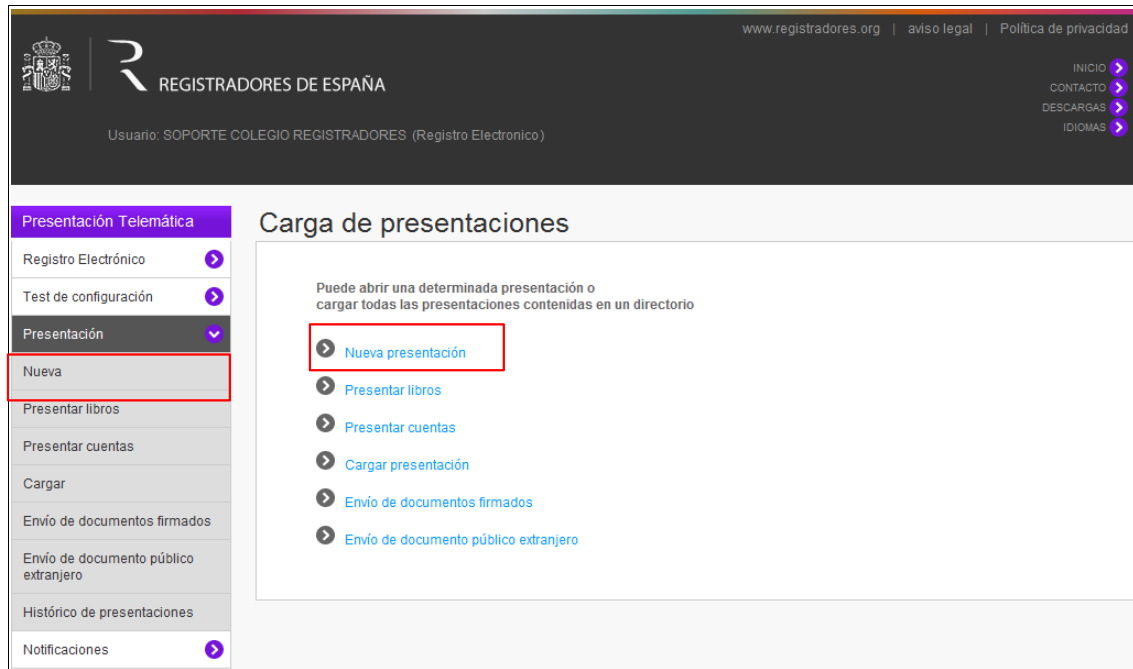 www.registradores.org | aviso legal | Política de privacidad
INICIO
CONTACTO
DESCARGAS
IDIOMAS
REGISTRADORES DE ESPAÑA
Usuario: SOPORTE COLEGIO REGISTRADORES (Registro Electronico)
Presentación Telemática
Registro Electrónico
Test de configuración
Presentación
Nueva
Presentar libros
Presentar cuentas
Cargar
Envío de documentos firmados
Envío de documento público
extranjero
Histórico de presentaciones
Notificaciones
Carga de presentaciones
Puede abrir una determinada presentación o
cargar todas las presentaciones contenidas en un directorio
Nueva presentación
Presentar libros
Presentar cuentas
Cargar presentación
Envío de documentos firmados
Envío de documento público extranjero